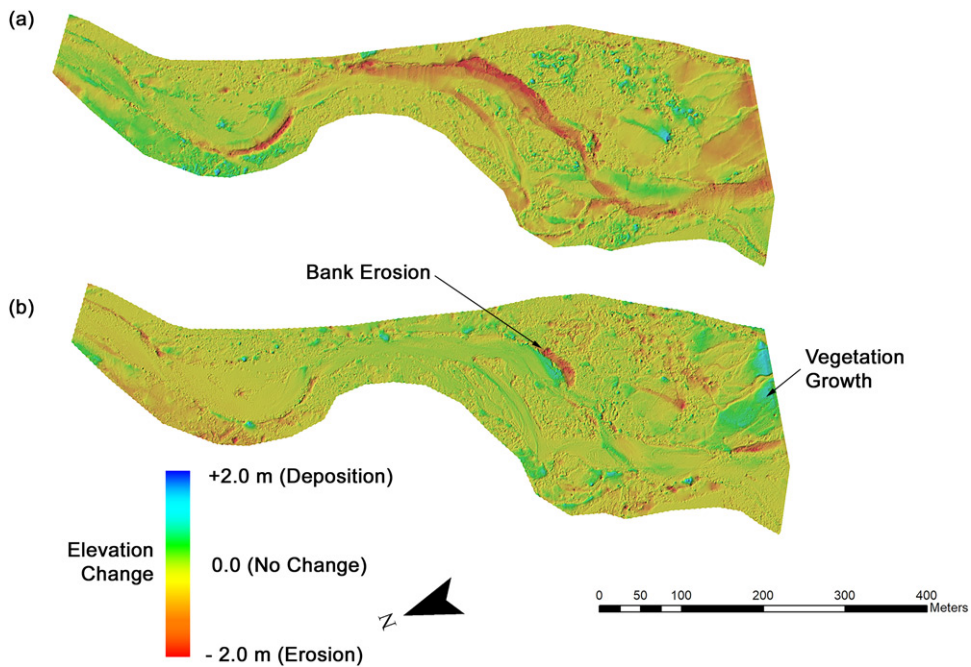 (a)
Bank Erosion
(b)
Vegetation
Growth
+2.0 m (Deposition)
Elevation
Change
0.0 (No Change)
- 2.0 m (Erosion)
N
0 50 100 200 300 400
Meters